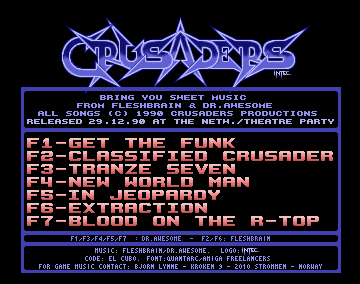 CRUSADERS
INTEC
BRING YOU SWEET MUSIC
FROM FLESHBRAIN & DR.AWESOME
ALL SONGS (C) 1990 CRUSADERS PRODUCTIONS
RELEASED 29.12.90 AT THE NETM./THEATRE PARTY
F1-GET THE FUNK
F2-CLASSIFIED CRUSADER
F3-TRANZE SEVEN
F4-NEW WORLD MAN
F5-IN JEOPARDY
F6-EXTRACTION
F7-BLOOD ON THE R-TOP
F1/F3/F4/F5/F7 : DR.AWESOME - F2/F6: FLESHBRAIN
MUSIC: FLESHBRAIN/DR.AWESOME. LOGO:INTEC
CODE: EL CUBO. FONT:QUANTARC/AMIGA FREELANCERS
FOR GAME MUSIC CONTACT: BJORN LYNNE - KROKEN 9 - 2010 STROMMEN - NORWAY